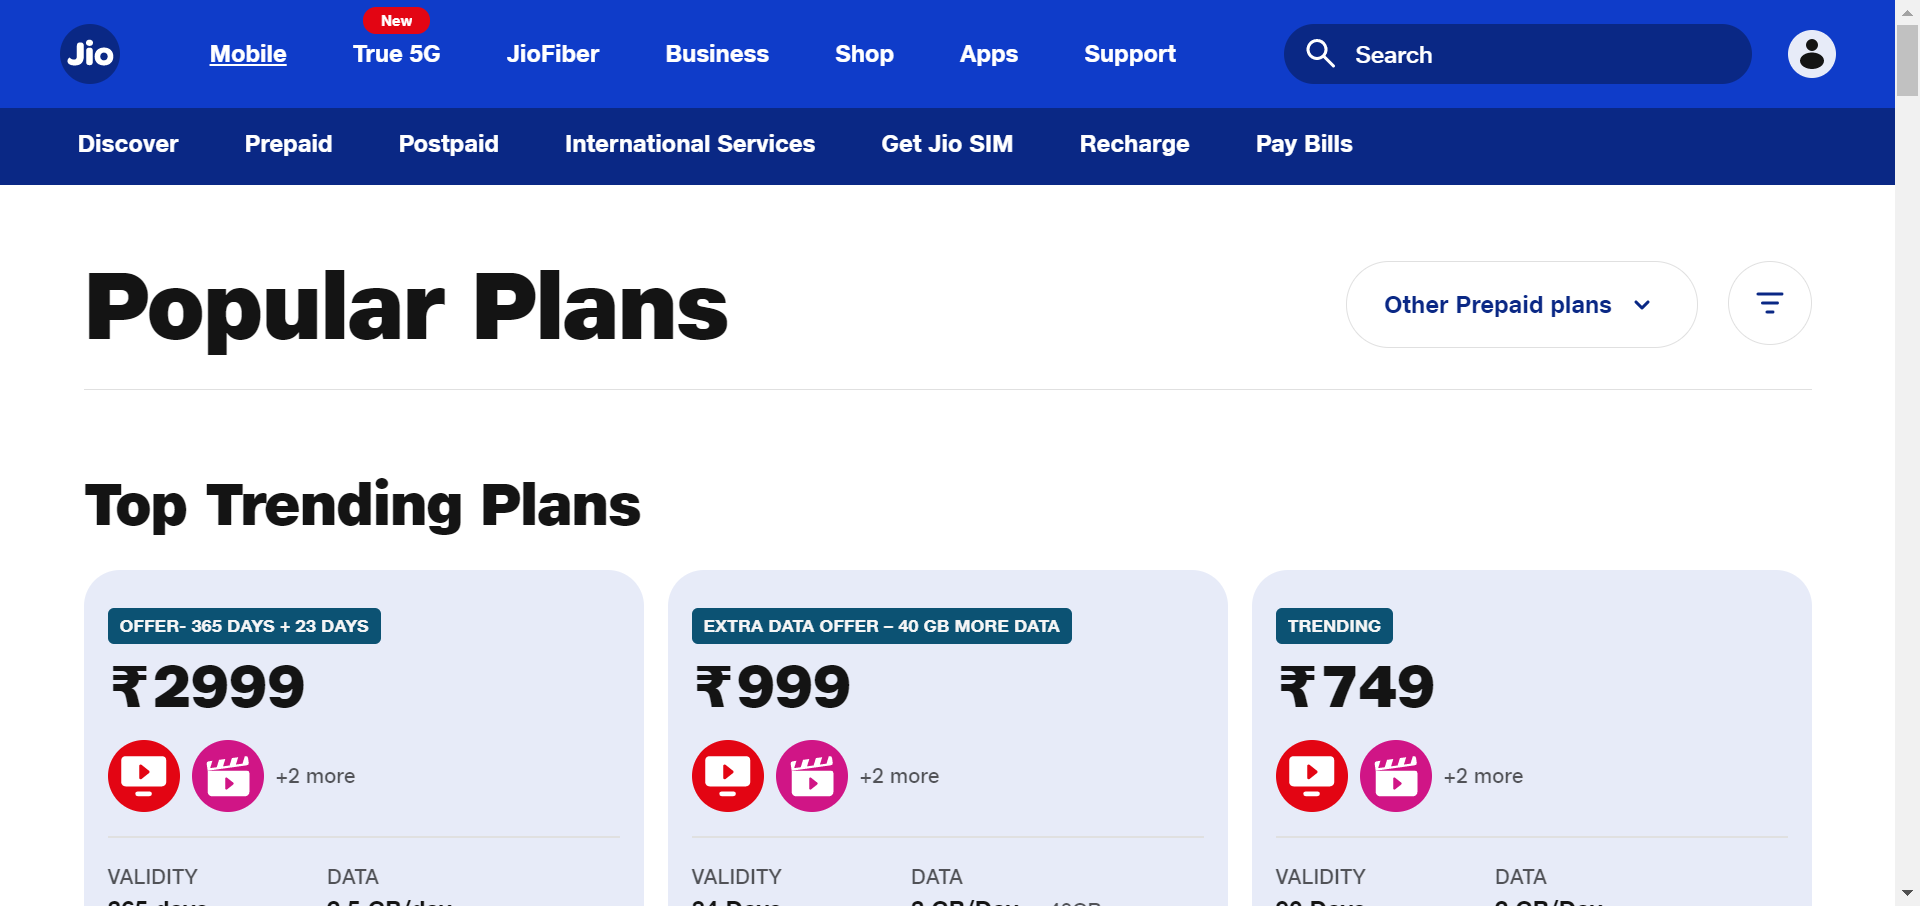 New
Jio Mobile True 5G JioFiber Business Shop Apps Support Search
Discover Prepaid Postpaid International Services Get Jio SIM Recharge Pay Bills
Popular Plans
Other Prepaid plans
Top Trending Plans
OFFER- 365 DAYS + 23 DAYS
₹2999
+2 more
VALIDITY DATA
EXTRA DATA OFFER – 40 GB MORE DATA
₹999
+2 more
VALIDITY DATA
TRENDING
₹749
+2 more
VALIDITY DATA